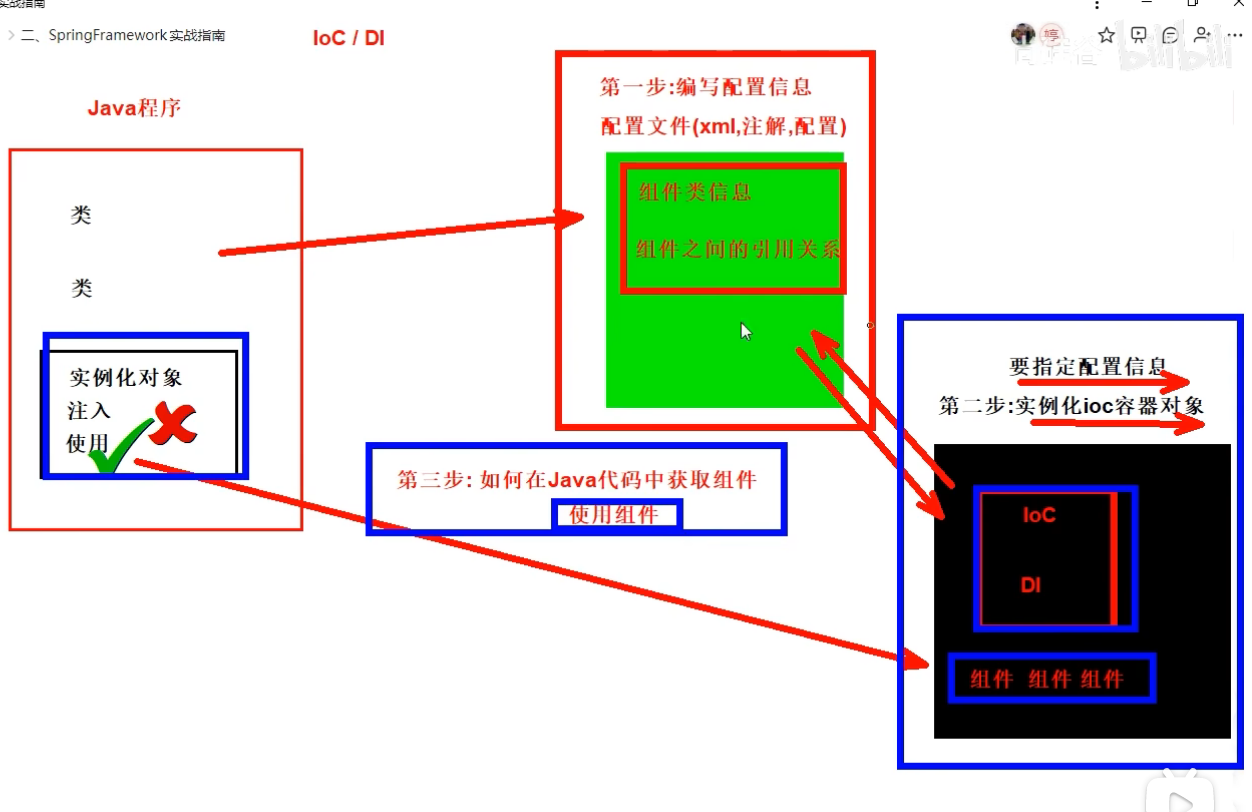 实战指南
二、SpringFramework实战指南
IoC / DI
bilibili
Java程序
类
类
实例化对象
注入
使用
第一步:编写配置信息
配置文件(xml,注解,配置)
组件类信息
组件之间的引用关系
第三步: 如何在Java代码中获取组件
使用组件
要指定配置信息
第二步:实例化ioc容器对象
IoC
DI
组件 组件 组件